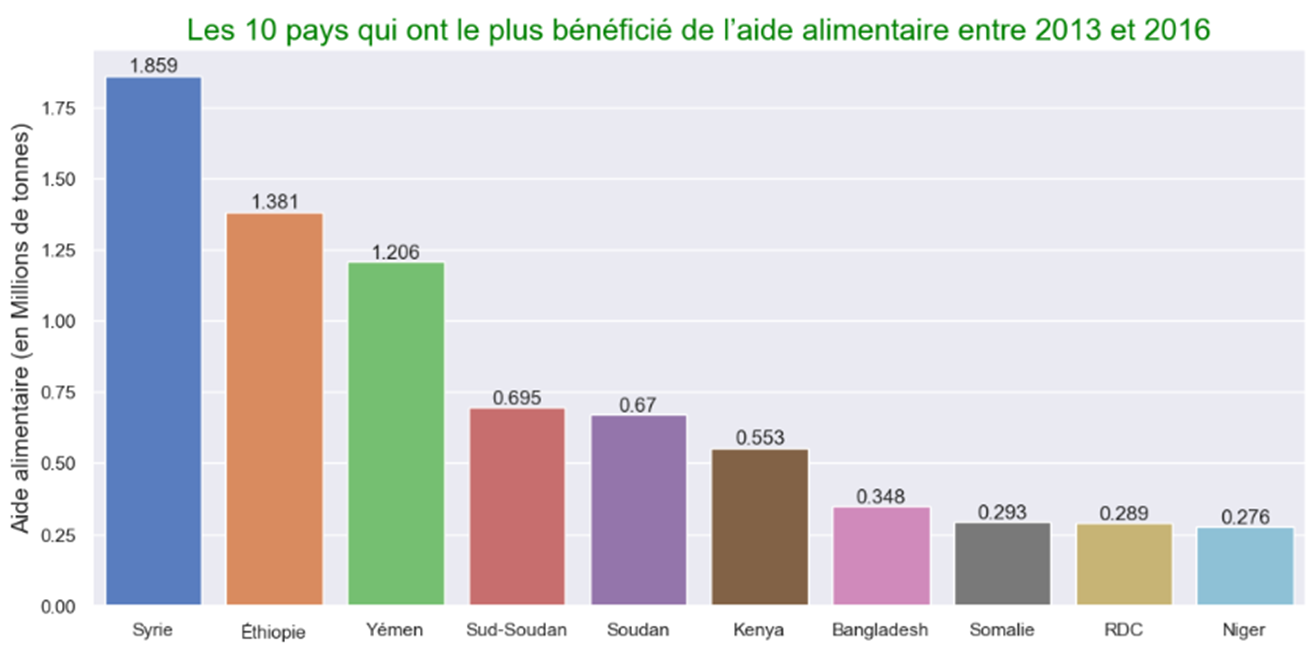 Les 10 pays qui ont le plus bénéficié de l’aide alimentaire entre 2013 et 2016
Aide alimentaire (en Millions de tonnes)
1.75
1.50
1.25
1.00
0.75
0.50
0.25
0.00
1.859
1.381
1.206
0.695
0.67
0.553
0.348
0.293
0.289
0.276
Syrie
Éthiopie
Yémen
Sud-Soudan
Soudan
Kenya
Bangladesh
Somalie
RDC
Niger